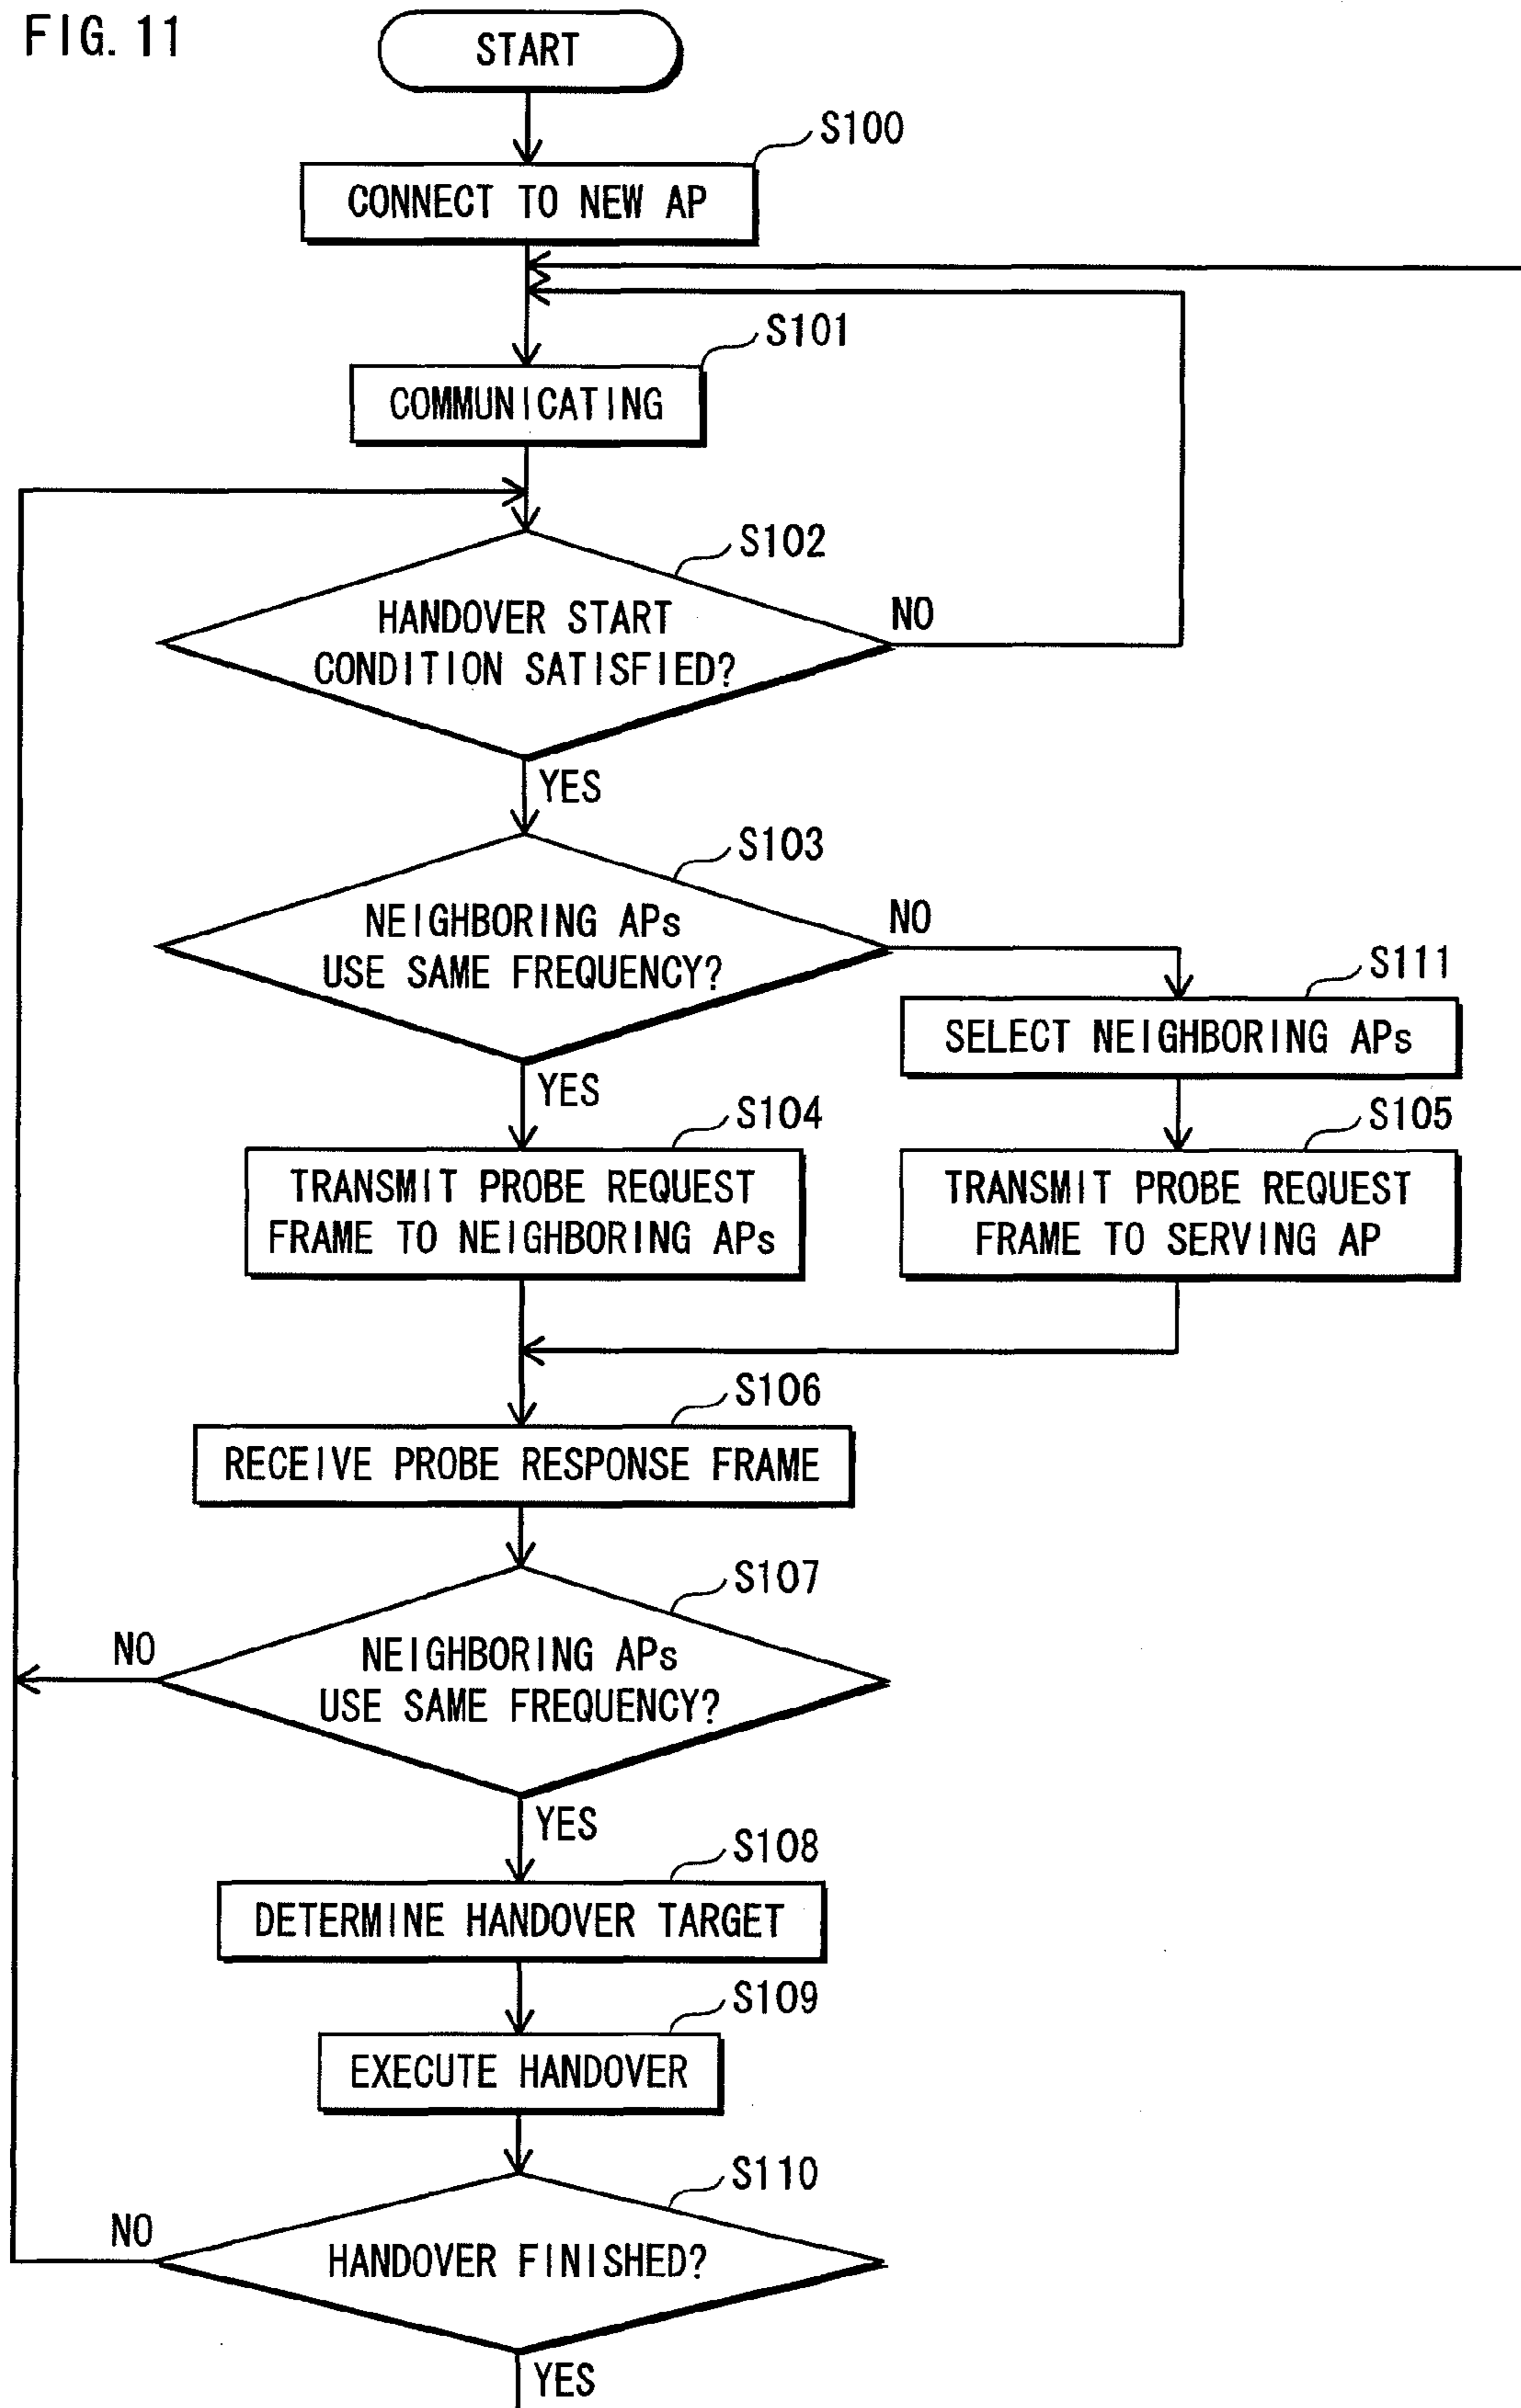 FIG. 11
START
S100
CONNECT TO NEW AP
S101
COMMUNICATING
S102
HANDOVER START
CONDITION SATISFIED?
NO
YES
S103
NEIGHBORING APs
USE SAME FREQUENCY?
NO
YES
S111
SELECT NEIGHBORING APs
S104
TRANSMIT PROBE REQUEST
FRAME TO NEIGHBORING APs
S105
TRANSMIT PROBE REQUEST
FRAME TO SERVING AP
S106
RECEIVE PROBE RESPONSE FRAME
S107
NEIGHBORING APs
USE SAME FREQUENCY?
NO
YES
S108
DETERMINE HANDOVER TARGET
S109
EXECUTE HANDOVER
S110
HANDOVER FINISHED?
NO
YES